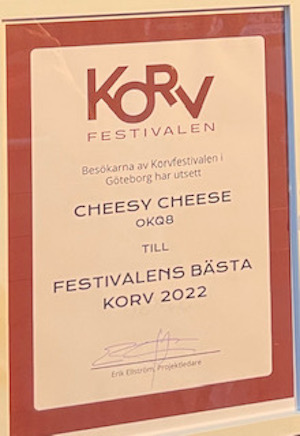 KORV
FESTIVALEN
Besökarna av Korvfestivalen i
Göteborg har utsett
CHEESY CHEESE
OKQ8
TILL
FESTIVALENS BÄSTA
KORV 2022
Erik Ellström, Projektledare